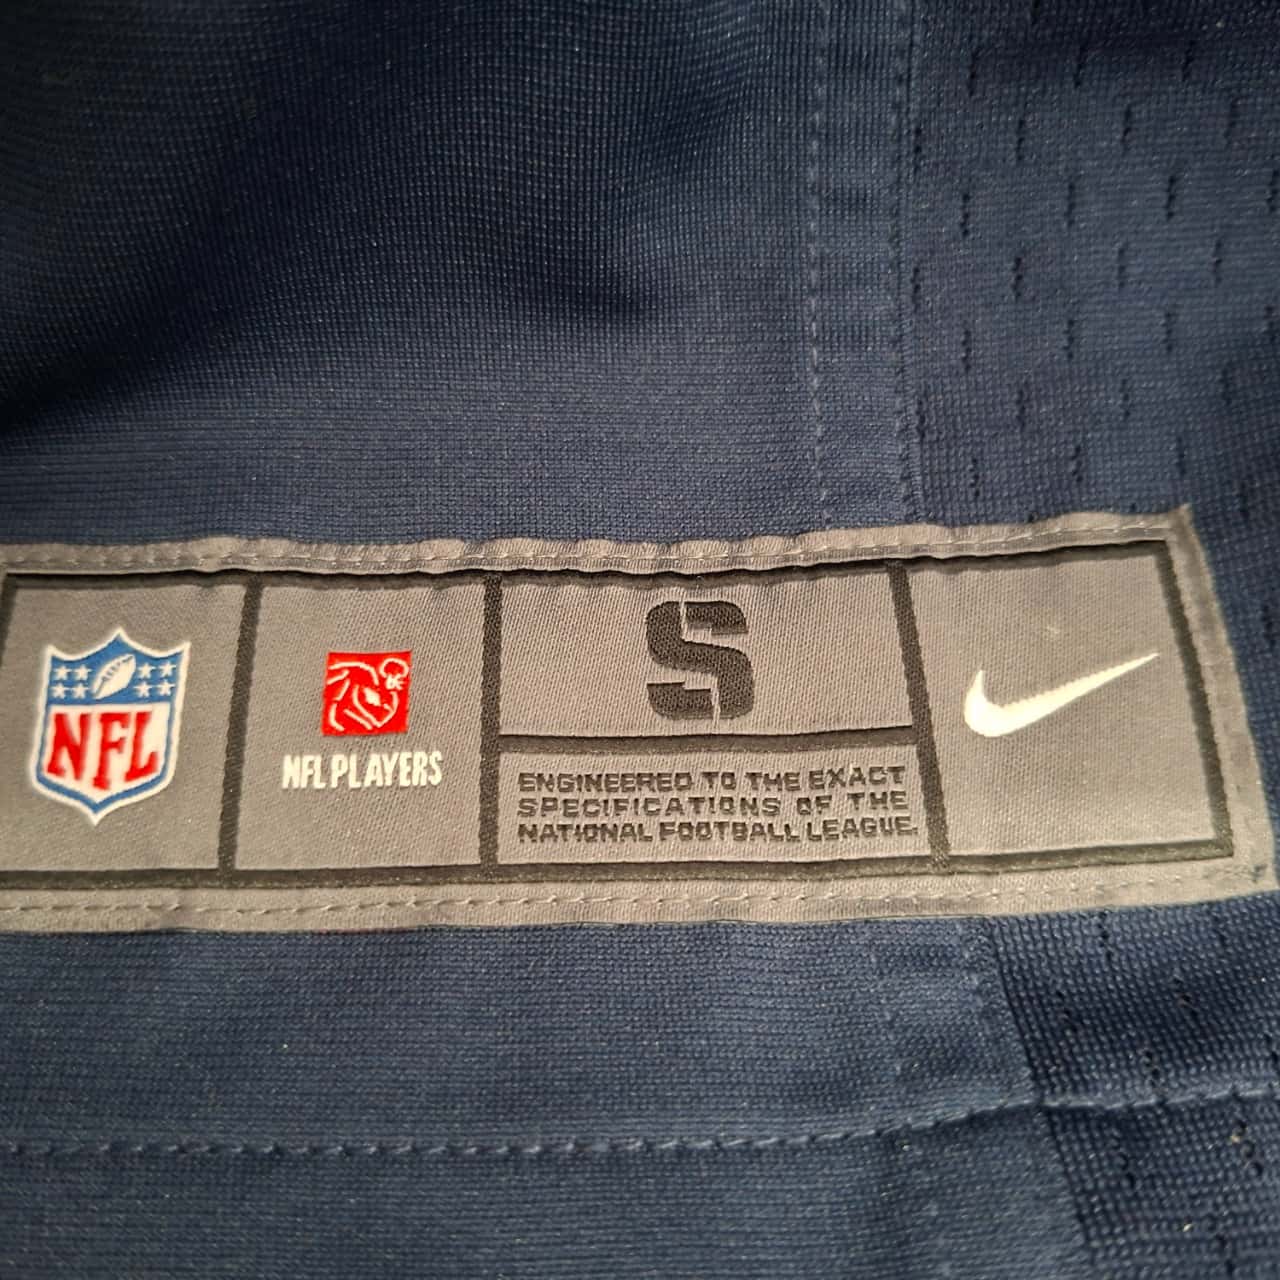 NFL
NFL PLAYERS
S
ENGINEERED TO THE EXACT
SPECIFICATIONS OF THE
NATIONAL FOOTBALL LEAGUE.